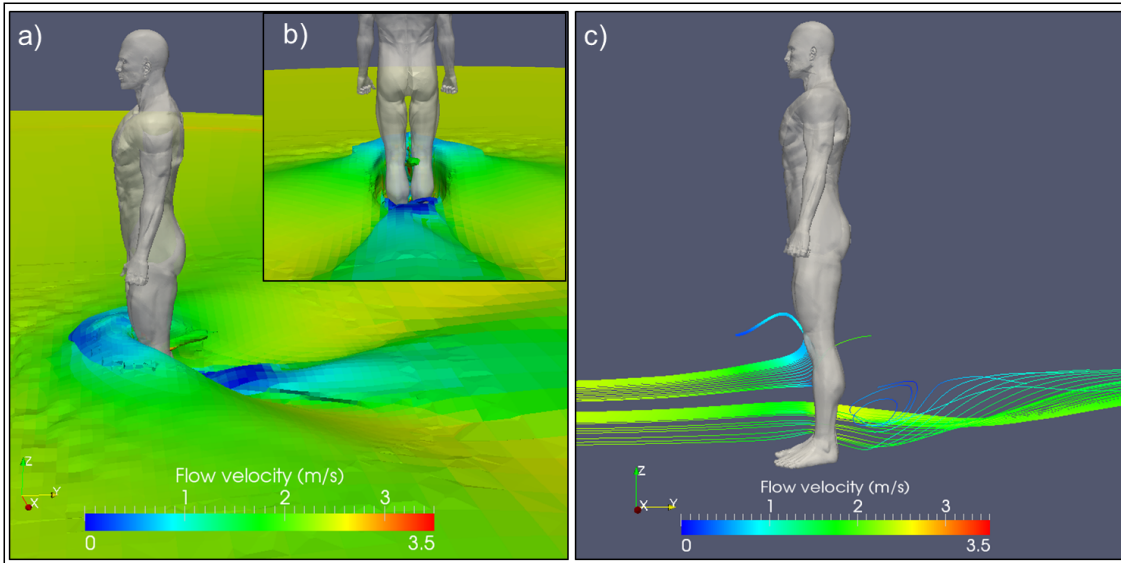 a)
b)
c)
Z
Y
X
Flow velocity (m/s)
1 2 3
0 3.5
Z
X Y
Flow velocity (m/s)
1 2 3
0 3.5